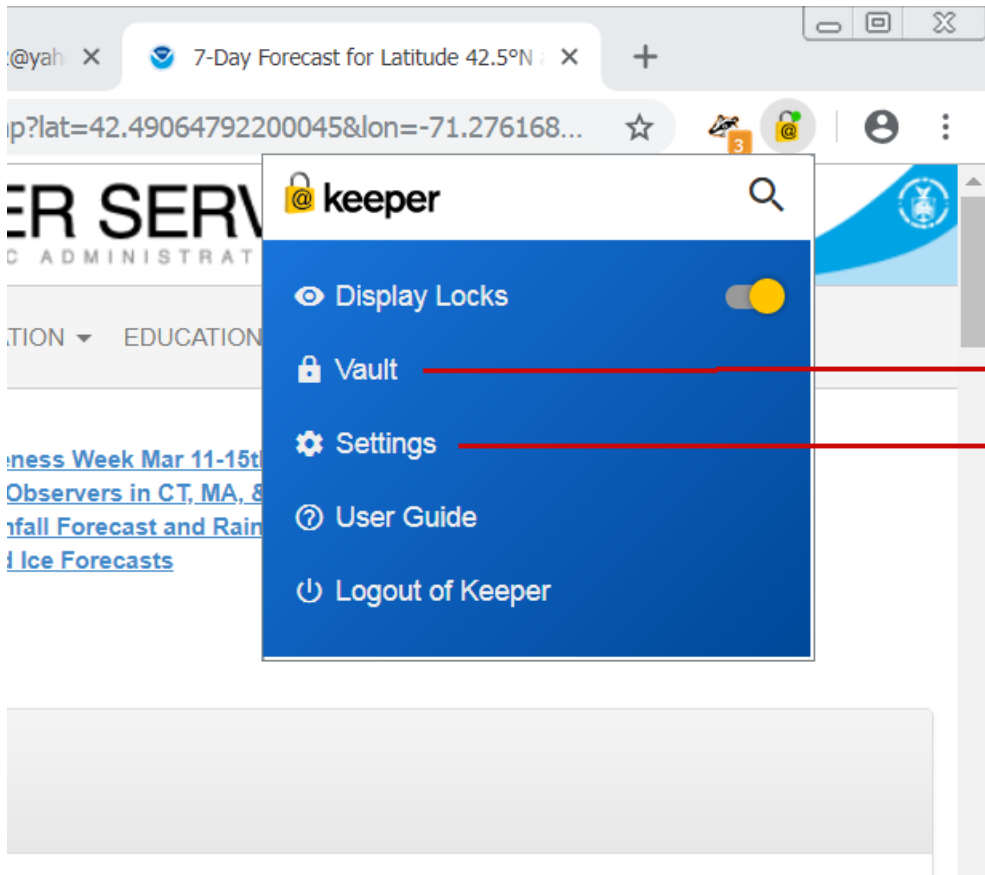 @yah
7-Day Forecast for Latitude 42.5°N
p?lat=42.49064792200045&lon=-71.276168...
3
@
ER SERV
C ADMINISTRAT
@ keeper
Display Locks
TION EDUCATION
Vault
Settings
eness Week Mar 11-15t
Observers in CT, MA, &
nfall Forecast and Rain
User Guide
d Ice Forecasts
Logout of Keeper